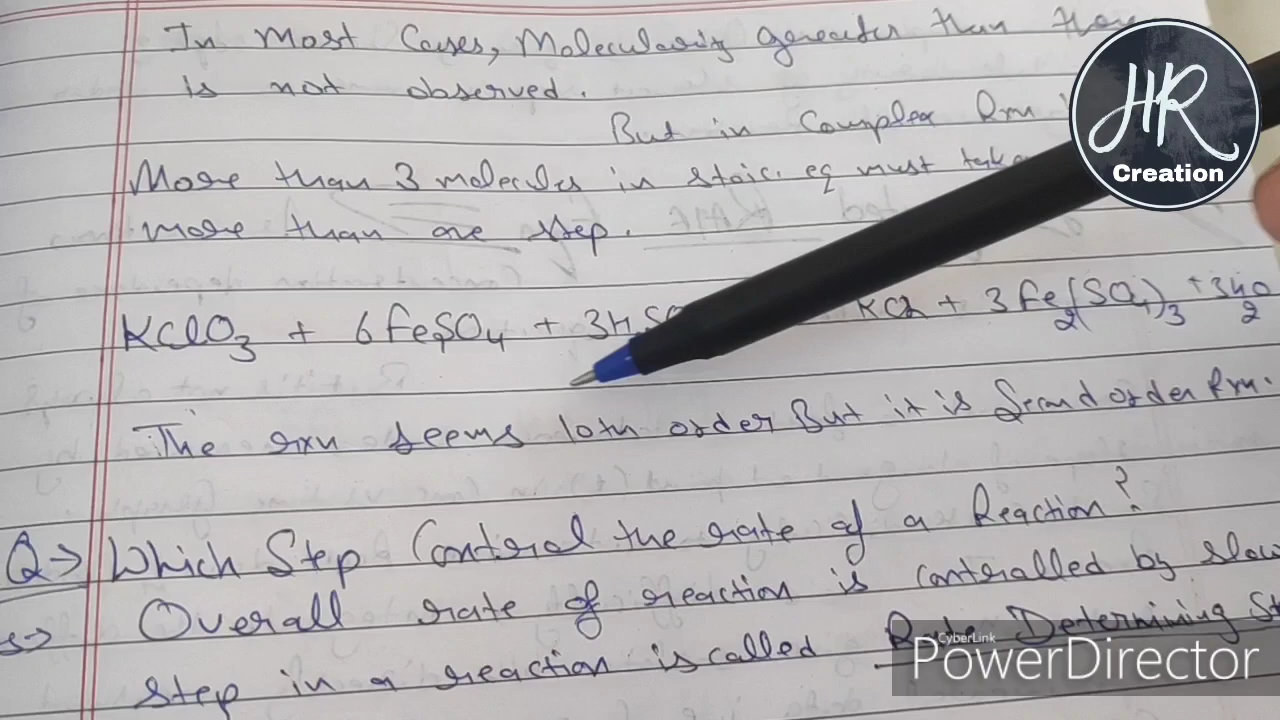 In Most Cases, Molecularity greater than
is not observed.
But in Complex Rxn
More than 3 molecules in stoic. eq must take
more than one step.
KClO3 + 6FeSO4 + 3H2SO KCl + 3Fe2(SO4)3 + 3H2O
The rxn seems 10th order But it is Second order Rxn.
Q→ Which Step Control the rate of a Reaction?
s→ Overall rate of reaction is controlled by slow
step in a reaction is called Rate Determining St
HR
Creation
CyberLink
PowerDirector